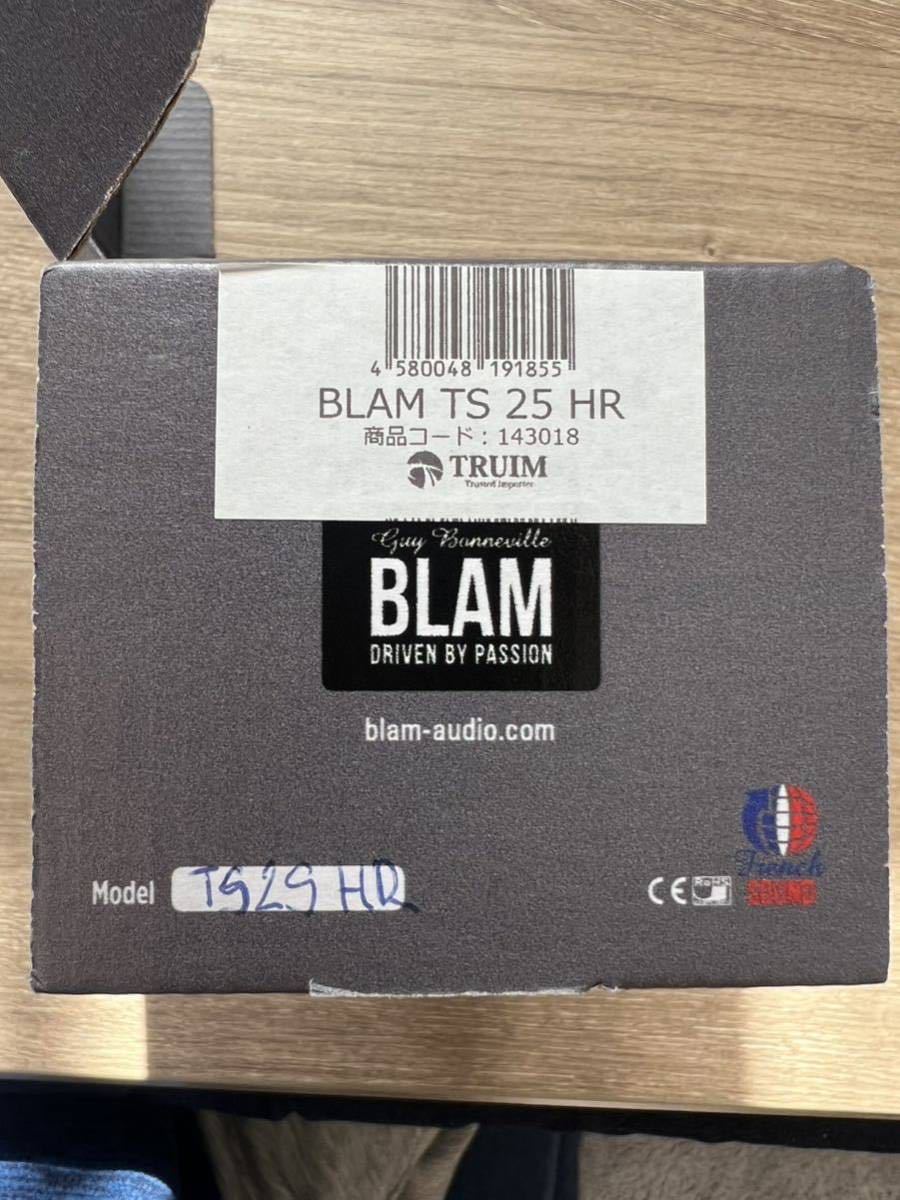 4 580048 191855
BLAM TS 25 HR
商品コード：143018
TRUIM
Trusted Importer
Guy Bonneville
BLAM
DRIVEN BY PASSION
blam-audio.com
French
SOUND
Model TS25 HR
CE RoHS